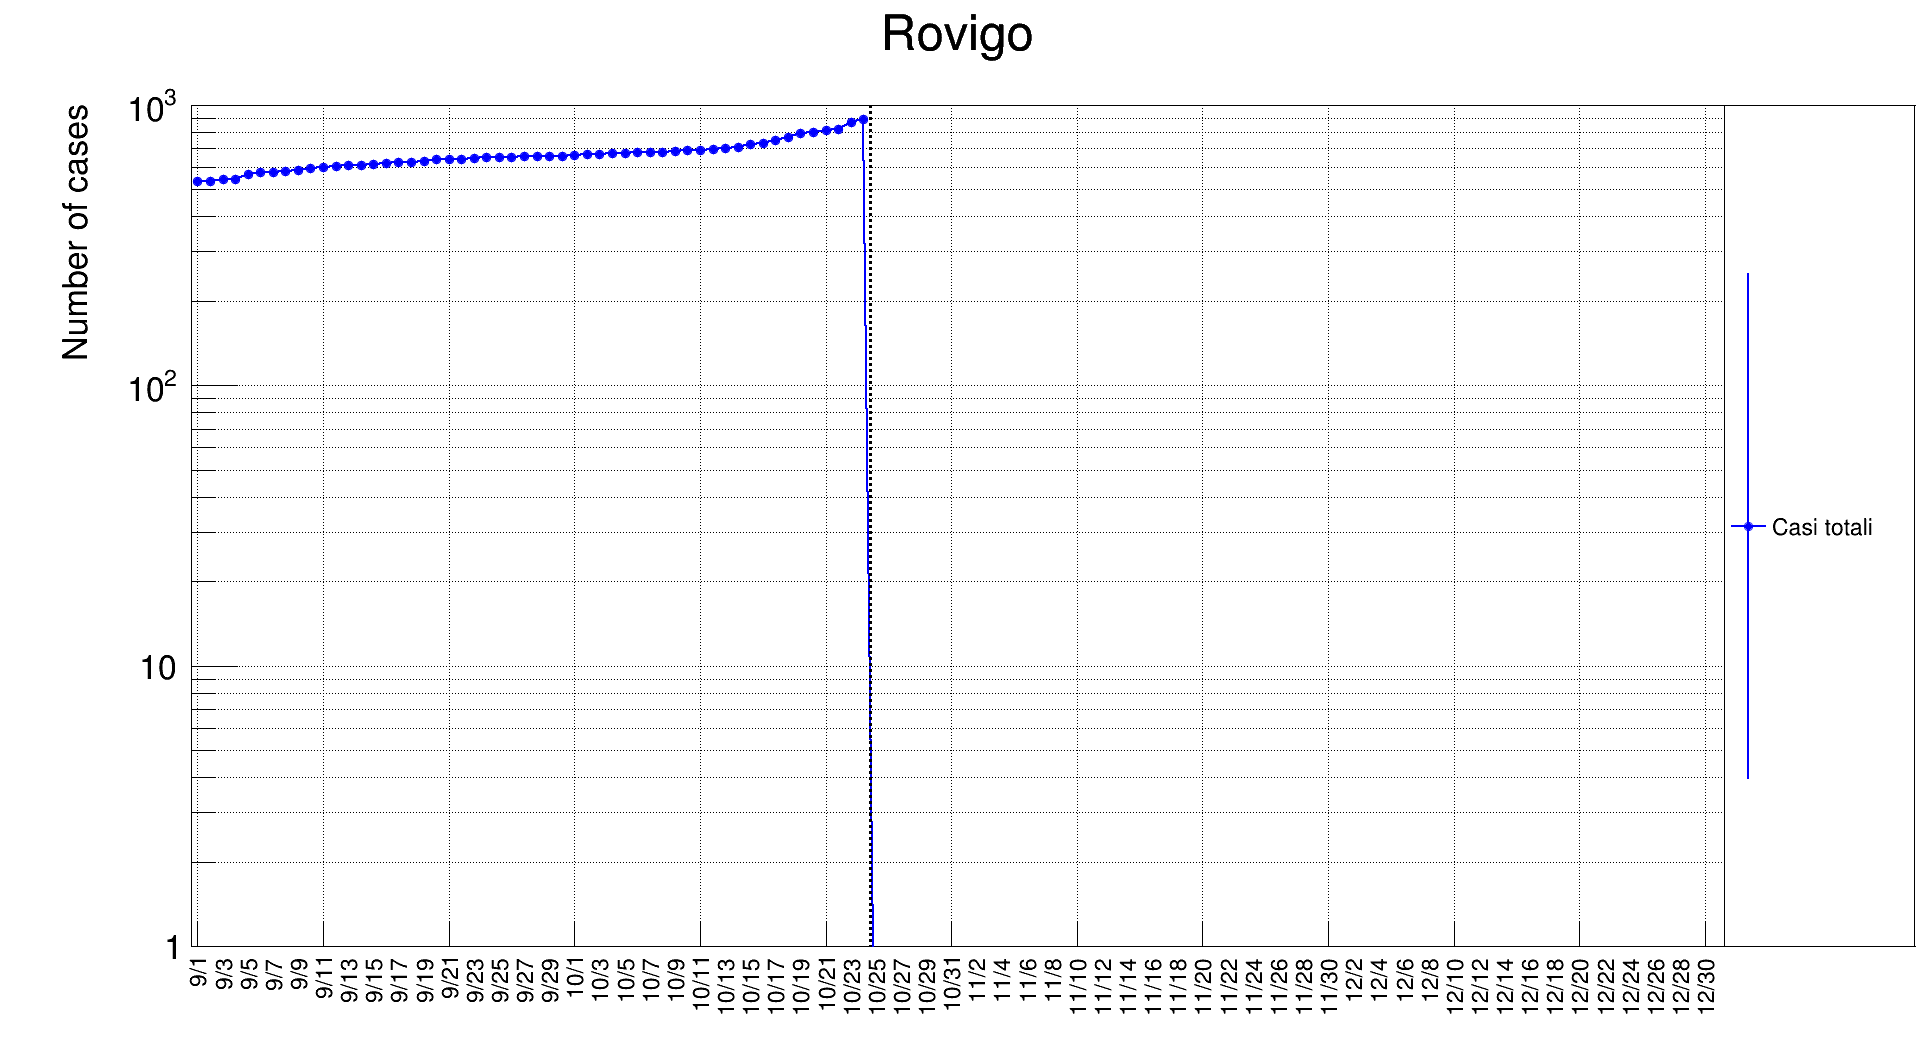 Rovigo
Number of cases
10³
10²
10
1
9/1 9/3 9/5 9/7 9/9 9/11 9/13 9/15 9/17 9/19 9/21 9/23 9/25 9/27 9/29 10/1 10/3 10/5 10/7 10/9 10/11 10/13 10/15 10/17 10/19 10/21 10/23 10/25 10/27 10/29 10/31 11/2 11/4 11/6 11/8 11/10 11/12 11/14 11/16 11/18 11/20 11/22 11/24 11/26 11/28 11/30 12/2 12/4 12/6 12/8 12/10 12/12 12/14 12/16 12/18 12/20 12/22 12/24 12/26 12/28 12/30
Casi totali